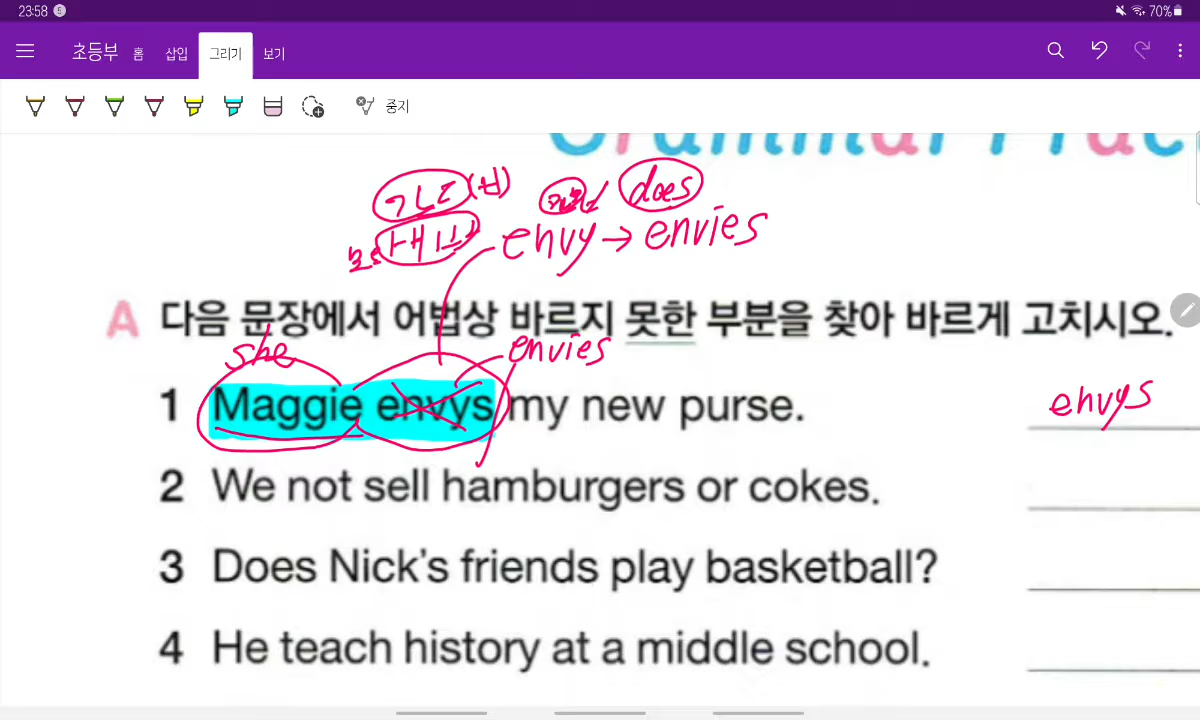 23:58 5 70%
초등부 홈 삽입 그리기 보기
중지
Grammar Prac
does
envy → envies
A 다음 문장에서 어법상 바르지 못한 부분을 찾아 바르게 고치시오.
she envies
1 Maggie envys my new purse. envys
2 We not sell hamburgers or cokes.
3 Does Nick's friends play basketball?
4 He teach history at a middle school.